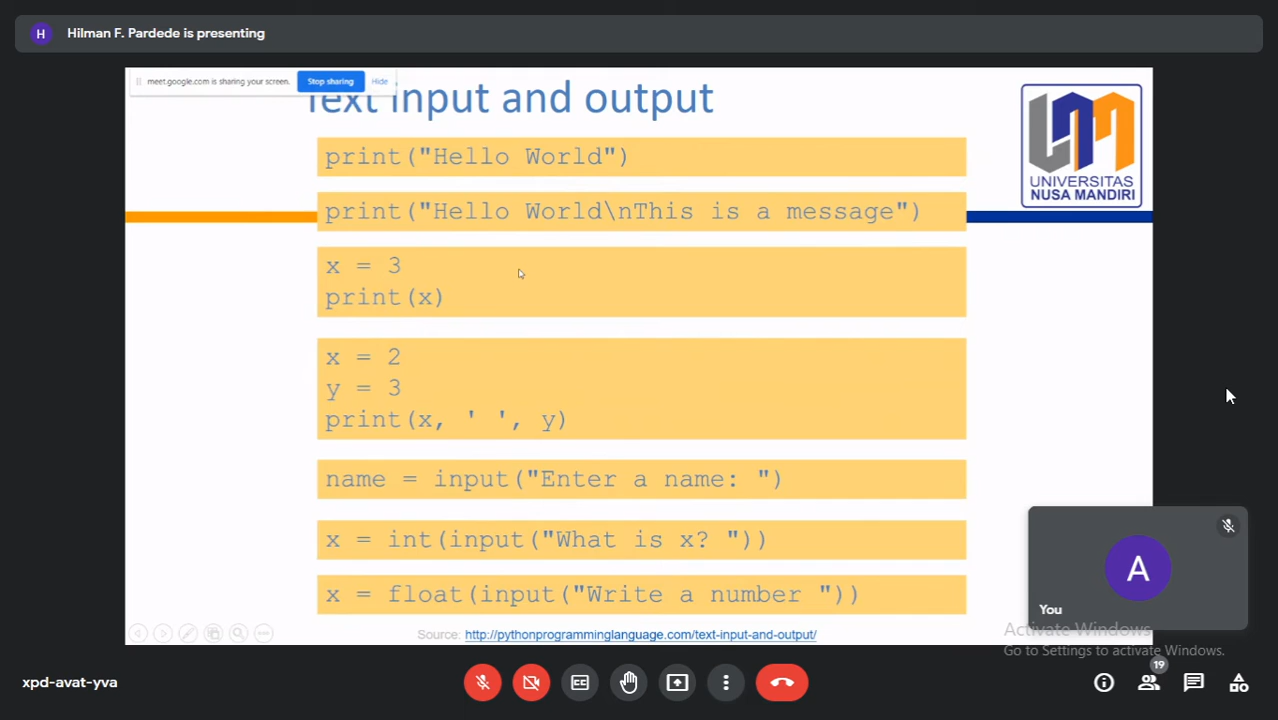 H
Hilman F. Pardede is presenting
meet.google.com is sharing your screen.
Stop sharing
Hide
Text input and output
UNIVERSITAS
NUSA MANDIRI
print("Hello World")
print("Hello World\nThis is a message")
x = 3
print(x)
x = 2
y = 3
print(x, ' ', y)
name = input("Enter a name: ")
x = int(input("What is x? "))
x = float(input("Write a number "))
Source: http://pythonprogramminglanguage.com/text-input-and-output/
A
You
Activate Windows
Go to Settings to activate Windows.
xpd-avat-yva
CC
19